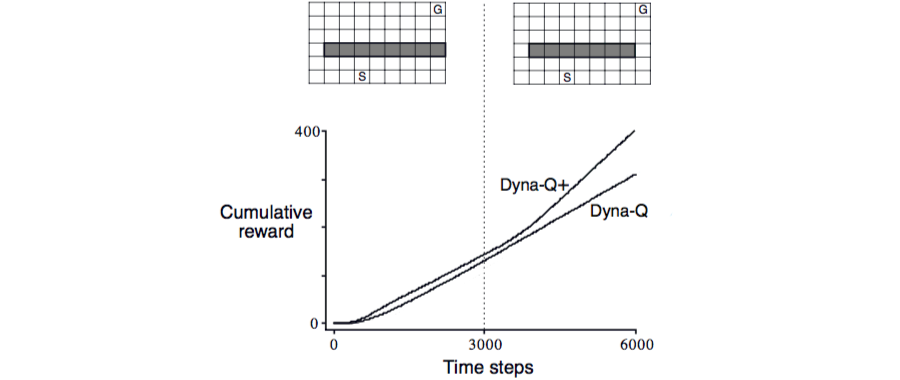 G
G
S
S
400
Dyna-Q+
Dyna-Q
Cumulative
reward
0
0
3000
6000
Time steps